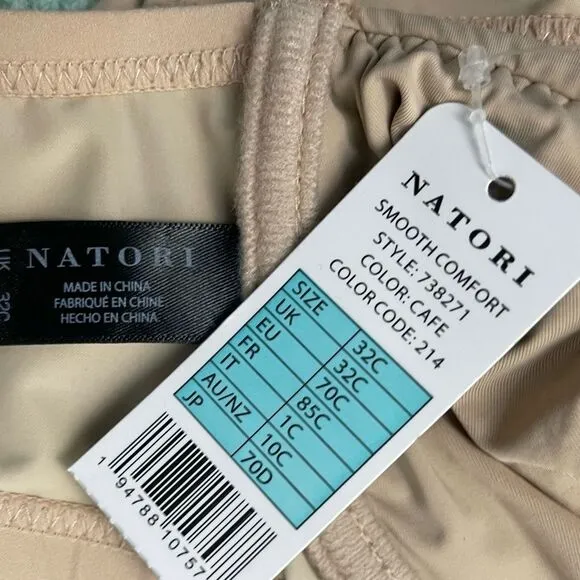 NATORI
MADE IN CHINA
FABRIQUÉ EN CHINE
HECHO EN CHINA
UK 32C
NATORI
SMOOTH COMFORT
STYLE: 738271
COLOR: CAFE
COLOR CODE: 214
SIZE 32C
UK 32C
EU 70C
FR 85C
IT 1C
AU/NZ 10C
JP 70D
1 94788 10757